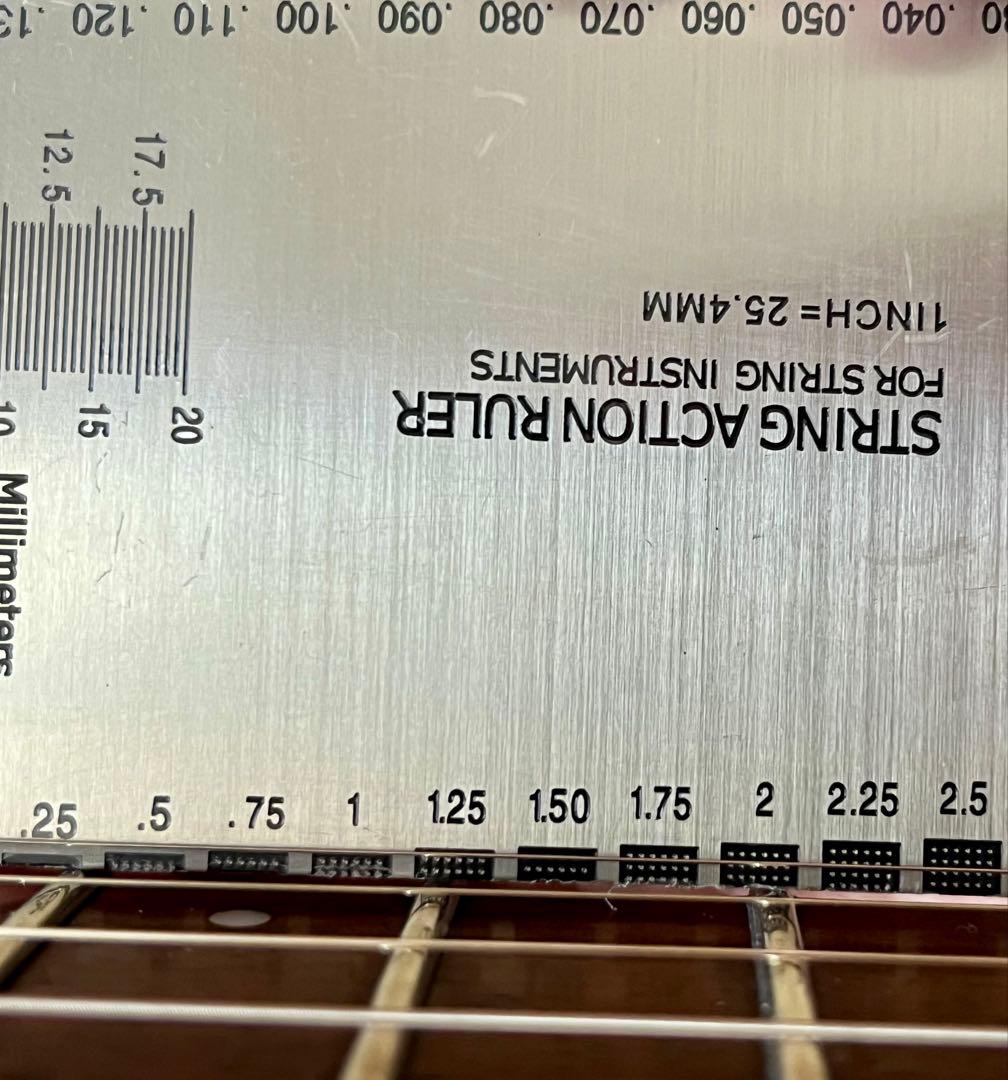 .040 .050 .060 .070 .080 .090 .100 .110 .120
12.5 17.5
10 15 20
Millimeters
STRING ACTION RULER
FOR STRING INSTRUMENTS
1INCH=25.4MM
.25 .5 .75 1 1.25 1.50 1.75 2 2.25 2.5